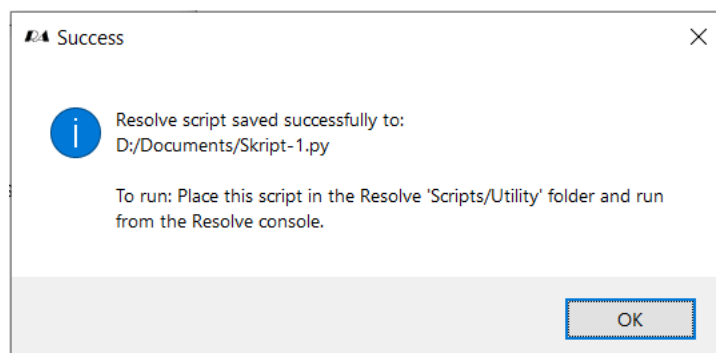 Success
Resolve script saved successfully to:
D:/Documents/Skript-1.py
To run: Place this script in the Resolve 'Scripts/Utility' folder and run
from the Resolve console.
OK